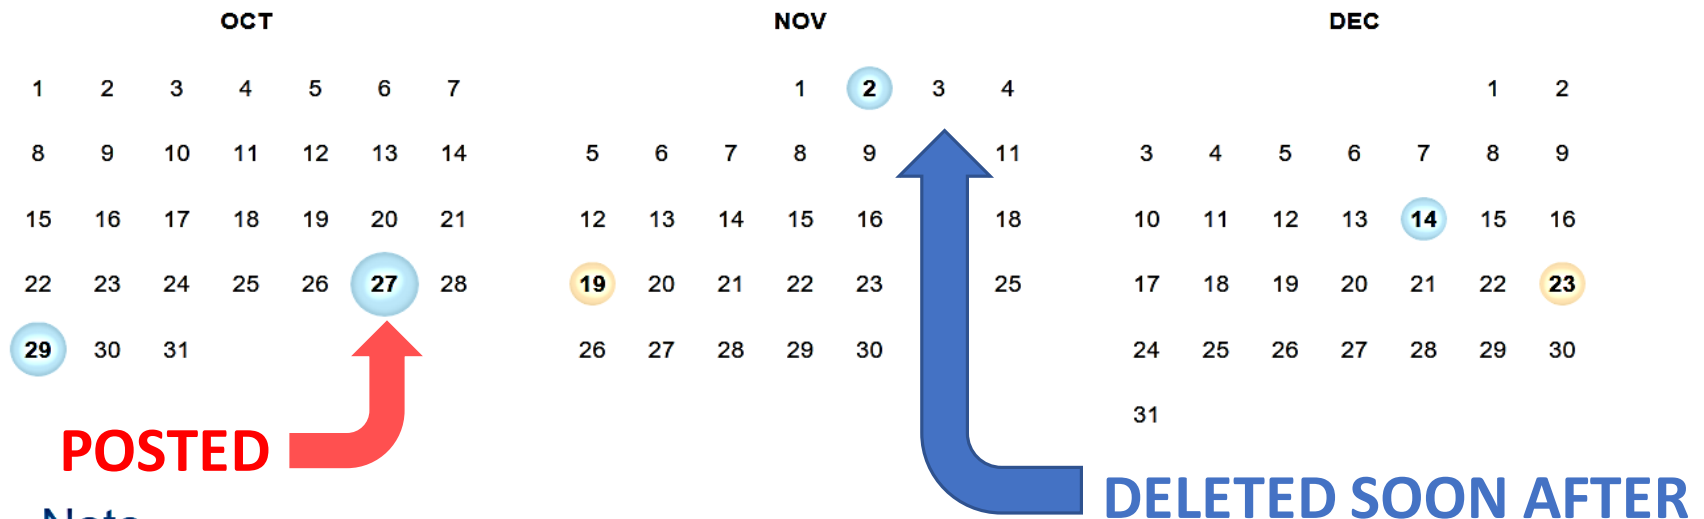 OCT NOV DEC
1 2 3 4 5 6 7 1 2 3 4 1 2
8 9 10 11 12 13 14 5 6 7 8 9 11 3 4 5 6 7 8 9
15 16 17 18 19 20 21 12 13 14 15 16 18 10 11 12 13 14 15 16
22 23 24 25 26 27 28 19 20 21 22 23 25 17 18 19 20 21 22 23
29 30 31 26 27 28 29 30 24 25 26 27 28 29 30
31
POSTED
DELETED SOON AFTER